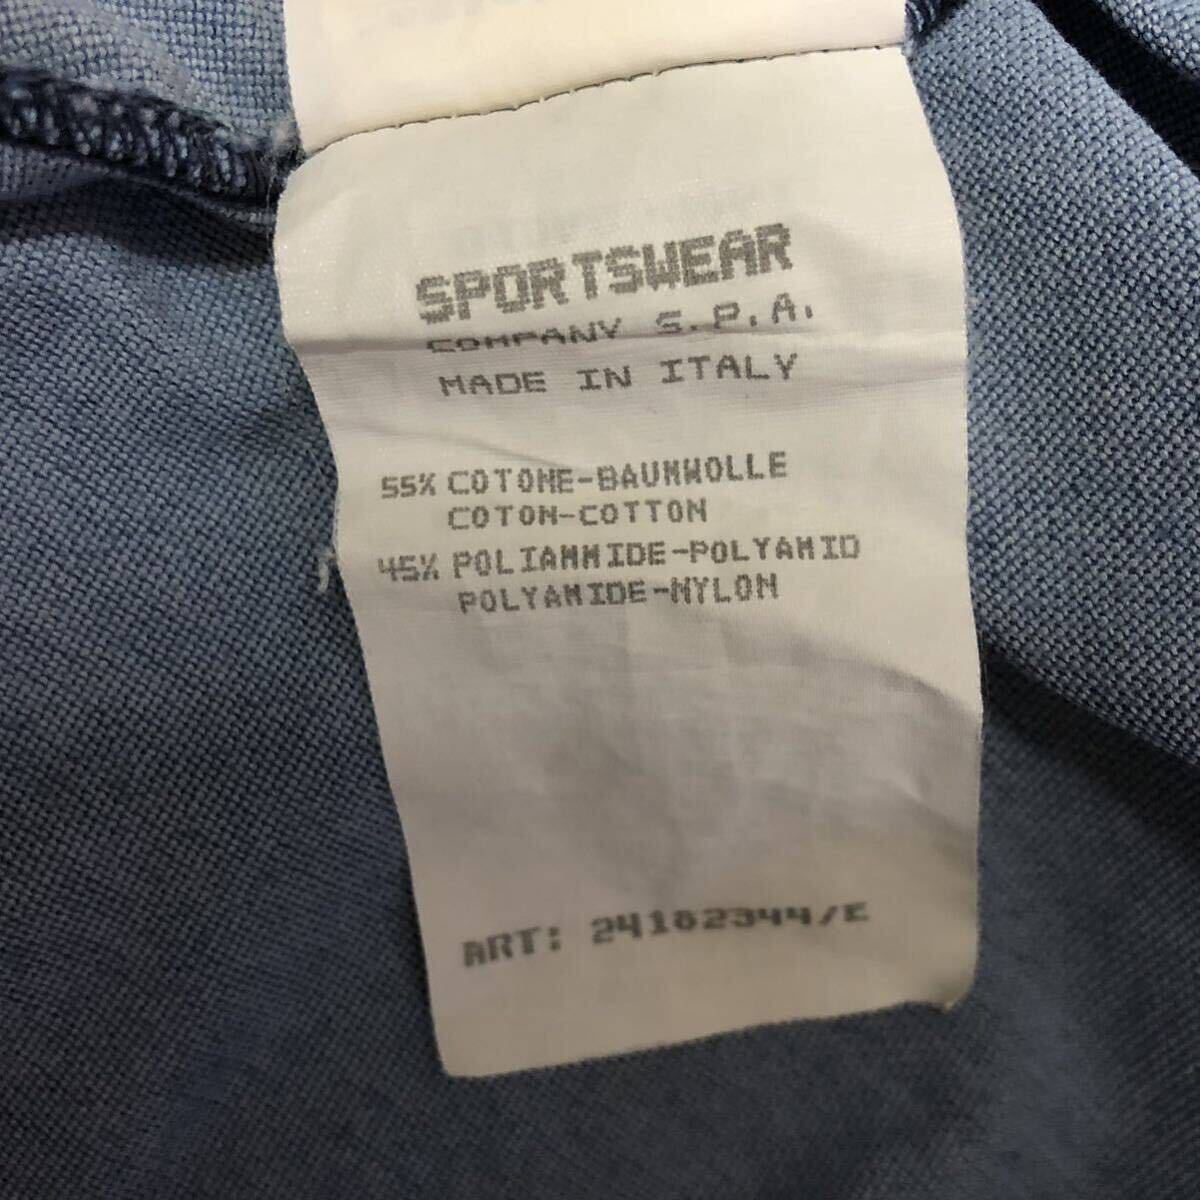 SPORTSWEAR
COMPANY S.P.A.
MADE IN ITALY
55% COTONE-BAUMWOLLE
COTON-COTTON
45% POLIAMMIDE-POLYAMID
POLYAMIDE-NYLON
ART: 24182344/E